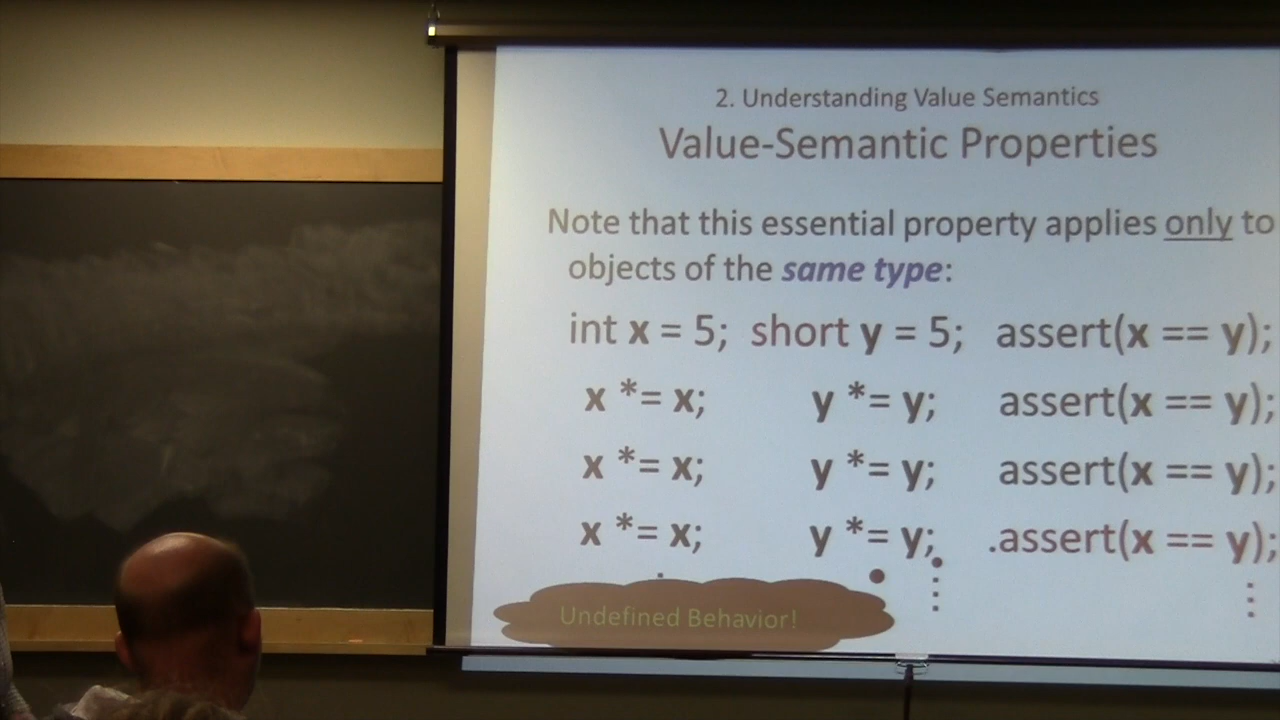 2. Understanding Value Semantics
Value-Semantic Properties
Note that this essential property applies only to
objects of the same type:
int x = 5; short y = 5; assert(x == y);
x *= x; y *= y; assert(x == y);
x *= x; y *= y; assert(x == y);
x *= x; y *= y; .assert(x == y);
Undefined Behavior!